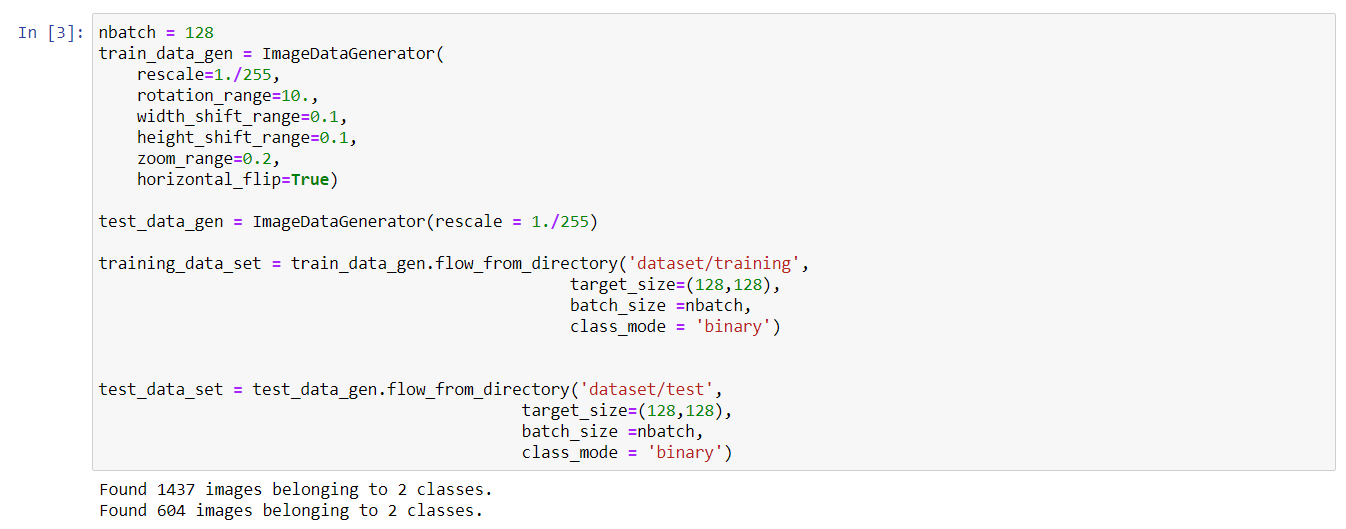 In [3]: nbatch = 128
train_data_gen = ImageDataGenerator(
    rescale=1./255,
    rotation_range=10.,
    width_shift_range=0.1,
    height_shift_range=0.1,
    zoom_range=0.2,
    horizontal_flip=True)
test_data_gen = ImageDataGenerator(rescale = 1./255)
training_data_set = train_data_gen.flow_from_directory('dataset/training',
                                                 target_size=(128,128),
                                                 batch_size =nbatch,
                                                 class_mode = 'binary')
test_data_set = test_data_gen.flow_from_directory('dataset/test',
                                            target_size=(128,128),
                                            batch_size =nbatch,
                                            class_mode = 'binary')
Found 1437 images belonging to 2 classes.
Found 604 images belonging to 2 classes.